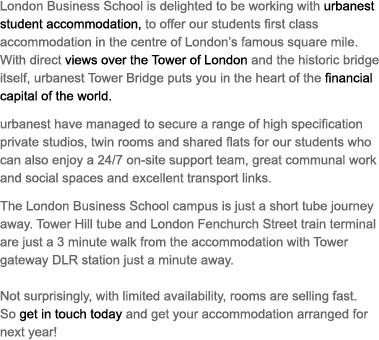 London Business School is delighted to be working with urbanest
student accommodation, to offer our students first class
accommodation in the centre of London's famous square mile.
With direct views over the Tower of London and the historic bridge
itself, urbanest Tower Bridge puts you in the heart of the financial
capital of the world.
urbanest have managed to secure a range of high specification
private studios, twin rooms and shared flats for our students who
can also enjoy a 24/7 on-site support team, great communal work
and social spaces and excellent transport links.
The London Business School campus is just a short tube journey
away. Tower Hill tube and London Fenchurch Street train terminal
are just a 3 minute walk from the accommodation with Tower
gateway DLR station just a minute away.
Not surprisingly, with limited availability, rooms are selling fast.
So get in touch today and get your accommodation arranged for
next year!